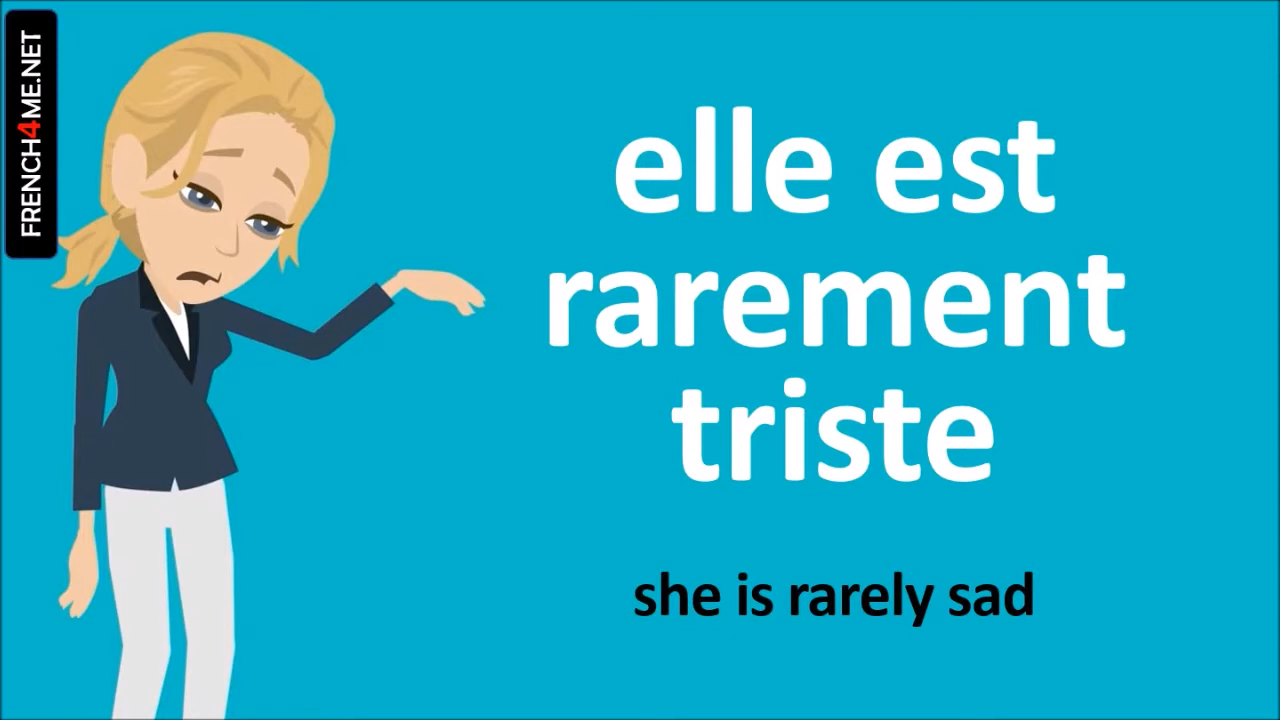 FRENCH4ME.NET
elle est
rarement
triste
she is rarely sad